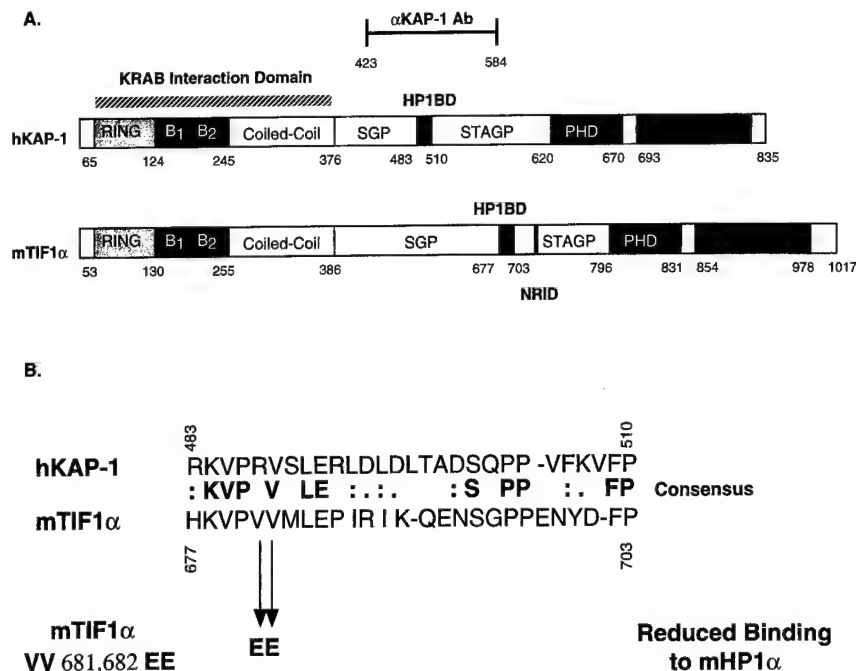 A.
αKAP-1 Ab
423 584
KRAB Interaction Domain
HP1BD
hKAP-1 RING B1 B2 Coiled-Coil SGP STAGP PHD
65 124 245 376 483 510 620 670 693 835
HP1BD
mTIF1α RING B1 B2 Coiled-Coil SGP STAGP PHD
53 130 255 386 677 703 796 831 854 978 1017
NRID
B.
483 510
hKAP-1 RKVPRVSLERLDLDLTADSQPP -VFKVFP
: KVP V LE : . : . : S PP : . FP Consensus
mTIF1α HKVPVVMLEP IR I K-QENSGPPENYD-FP
677 703
mTIF1α EE Reduced Binding
VV 681,682 EE to mHP1α